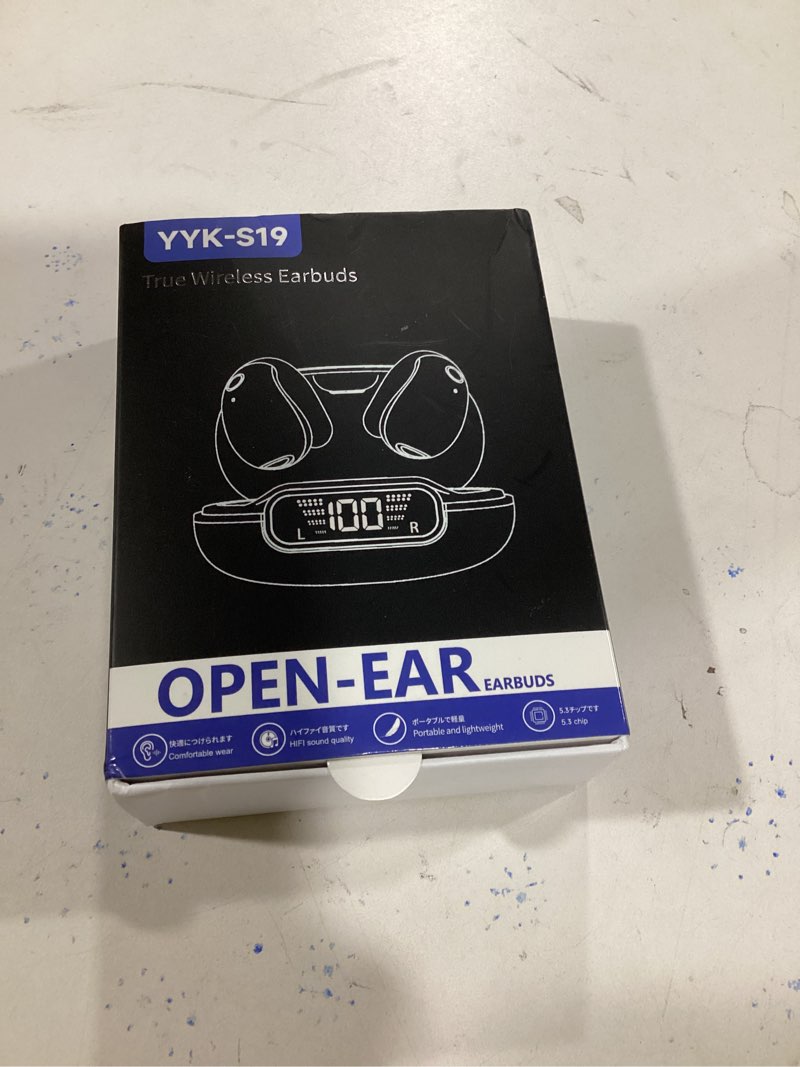 YYK-S19
True Wireless Earbuds
100
L R
OPEN-EAR EARBUDS
快適につけられます
Comfortable wear
ハイファイ音質です
HIFI sound quality
ポータブルで軽量
Portable and lightweight
5.3チップです
5.3 chip